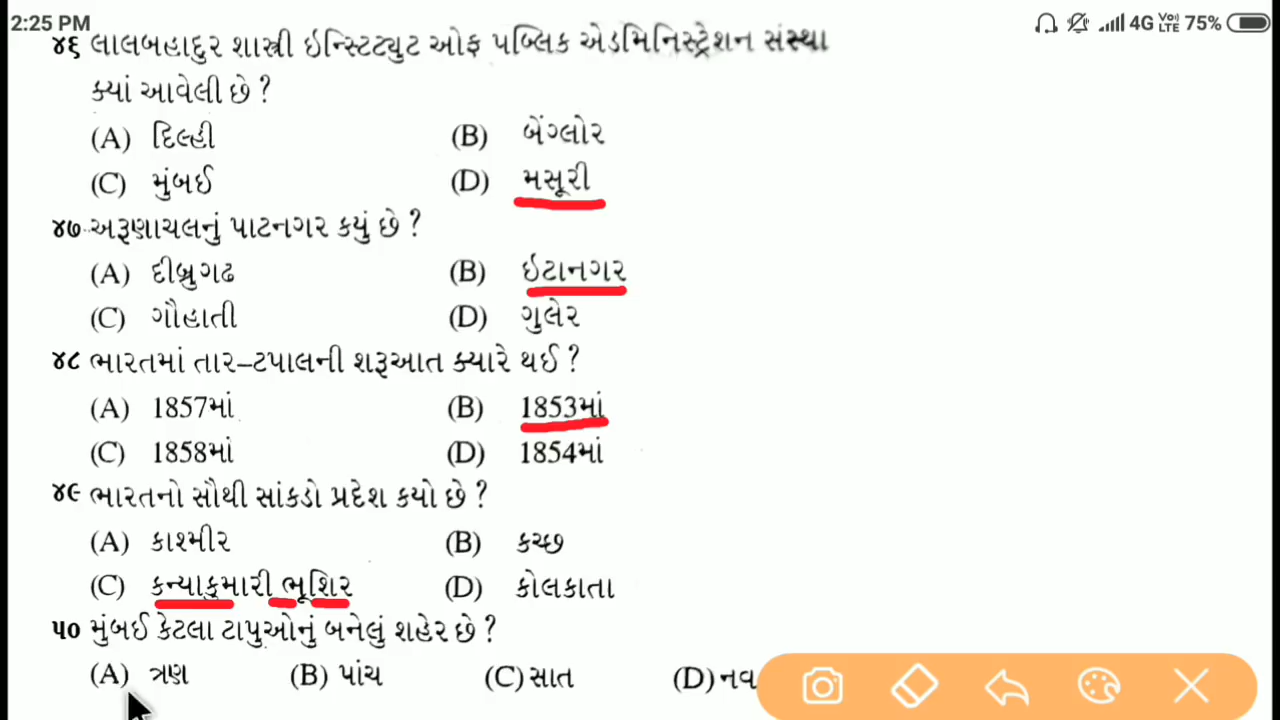 2:25 PM 4G VoLTE 75%
૪૬ લાલબહાદુર શાસ્ત્રી ઇન્સ્ટિટ્યુટ ઓફ પબ્લિક એડમિનિસ્ટ્રેશન સંસ્થા
ક્યાં આવેલી છે ?
(A) દિલ્હી (B) બેંગ્લોર
(C) મુંબઈ (D) મસૂરી
૪૭ અરૂણાચલનું પાટનગર કયું છે ?
(A) દીબ્રુગઢ (B) ઇટાનગર
(C) ગૌહાતી (D) ગુલેર
૪૮ ભારતમાં તાર–ટપાલની શરૂઆત ક્યારે થઈ ?
(A) 1857માં (B) 1853માં
(C) 1858માં (D) 1854માં
૪૯ ભારતનો સૌથી સાંકડો પ્રદેશ કયો છે ?
(A) કાશ્મીર (B) કચ્છ
(C) કન્યાકુમારી ભૂશિર (D) કોલકાતા
૫૦ મુંબઈ કેટલા ટાપુઓનું બનેલું શહેર છે ?
(A) ત્રણ (B) પાંચ (C) સાત (D) નવ